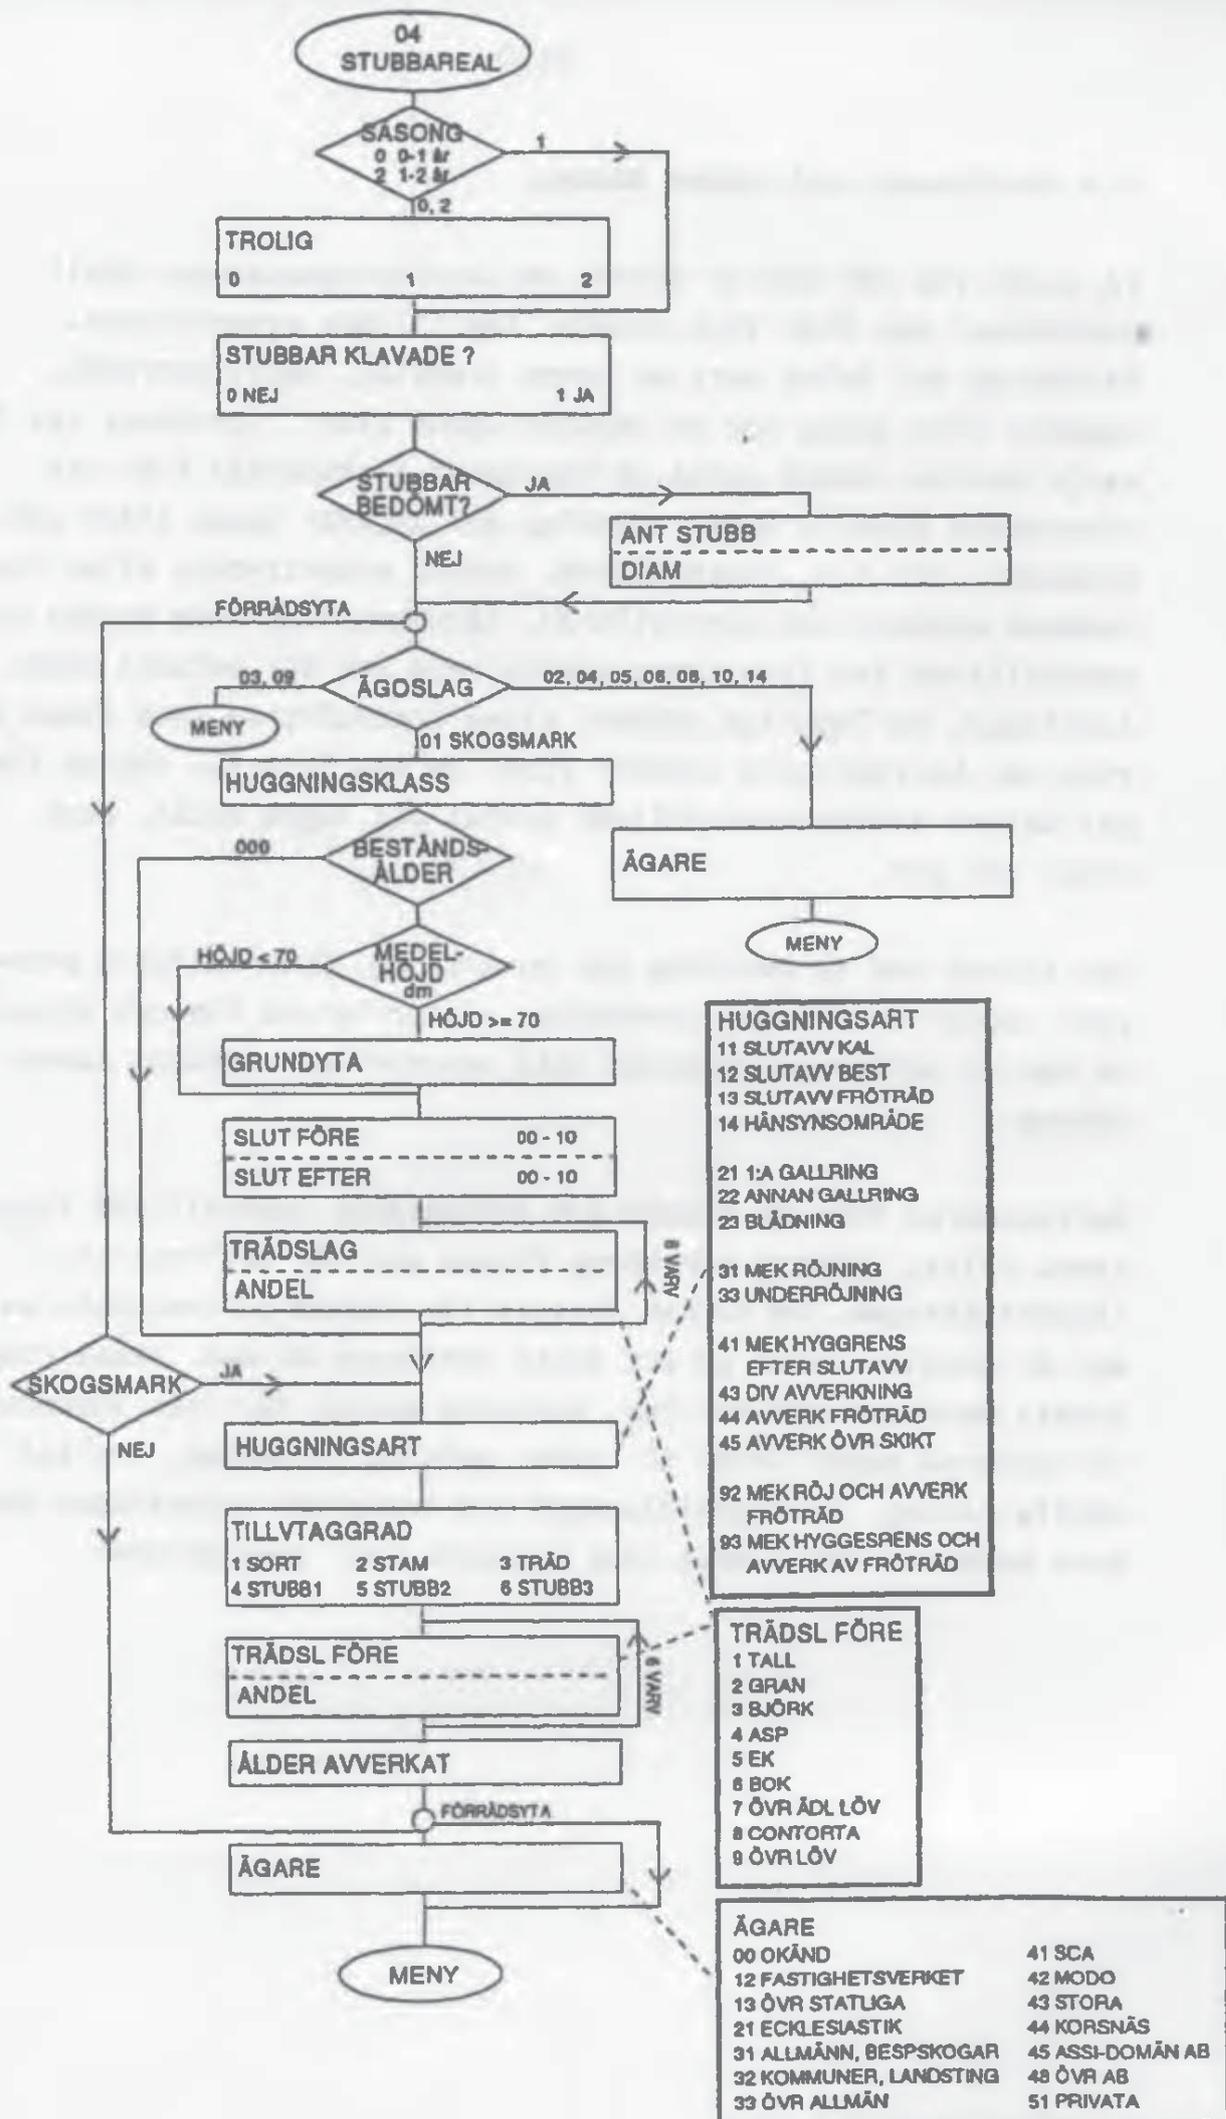 04
STUBBAREAL
SÄSONG
0 0-1 år
2 1-2 år
1
0, 2
TROLIG
0 1 2
STUBBAR KLAVADE ?
0 NEJ 1 JA
STUBBAR
BEDÖMT?
JA
NEJ
ANT STUBB
DIAM
FÖRRÅDSYTA
ÄGOSLAG
03, 09
02, 04, 05, 06, 08, 10, 14
MENY
01 SKOGSMARK
HUGGNINGSKLASS
BESTÅNDS-
ÅLDER
000
ÄGARE
MENY
MEDEL-
HÖJD
dm
HÖJD < 70
HÖJD >= 70
GRUNDYTA
SLUT FÖRE 00 - 10
SLUT EFTER 00 - 10
TRÄDSLAG
ANDEL
6 VARV
SKOGSMARK
JA
NEJ
HUGGNINGSART
TILLVTAGGRAD
1 SORT 2 STAM 3 TRÄD
4 STUBB1 5 STUBB2 6 STUBB3
TRÄDSL FÖRE
ANDEL
6 VARV
ÅLDER AVVERKAT
FÖRRÅDSYTA
ÄGARE
MENY
HUGGNINGSART
11 SLUTAVV KAL
12 SLUTAVV BEST
13 SLUTAVV FRÖTRÄD
14 HÄNSYNSOMRÅDE
21 1:A GALLRING
22 ANNAN GALLRING
23 BLÄDNING
31 MEK RÖJNING
33 UNDERRÖJNING
41 MEK HYGGRENS
EFTER SLUTAVV
43 DIV AVVERKNING
44 AVVERK FRÖTRÄD
45 AVVERK ÖVR SKIKT
92 MEK RÖJ OCH AVVERK
FRÖTRÄD
93 MEK HYGGESRENS OCH
AVVERK AV FRÖTRÄD
TRÄDSL FÖRE
1 TALL
2 GRAN
3 BJÖRK
4 ASP
5 EK
6 BOK
7 ÖVR ÄDL LÖV
8 CONTORTA
9 ÖVR LÖV
ÄGARE
00 OKÄND
12 FASTIGHETSVERKET
13 ÖVR STATLIGA
21 ECKLESIASTIK
31 ALLMÄNN, BESPSKOGAR
32 KOMMUNER, LANDSTING
33 ÖVR ALLMÄN
41 SCA
42 MODO
43 STORA
44 KORSNÄS
45 ASSI-DOMÄN AB
48 ÖVR AB
51 PRIVATA